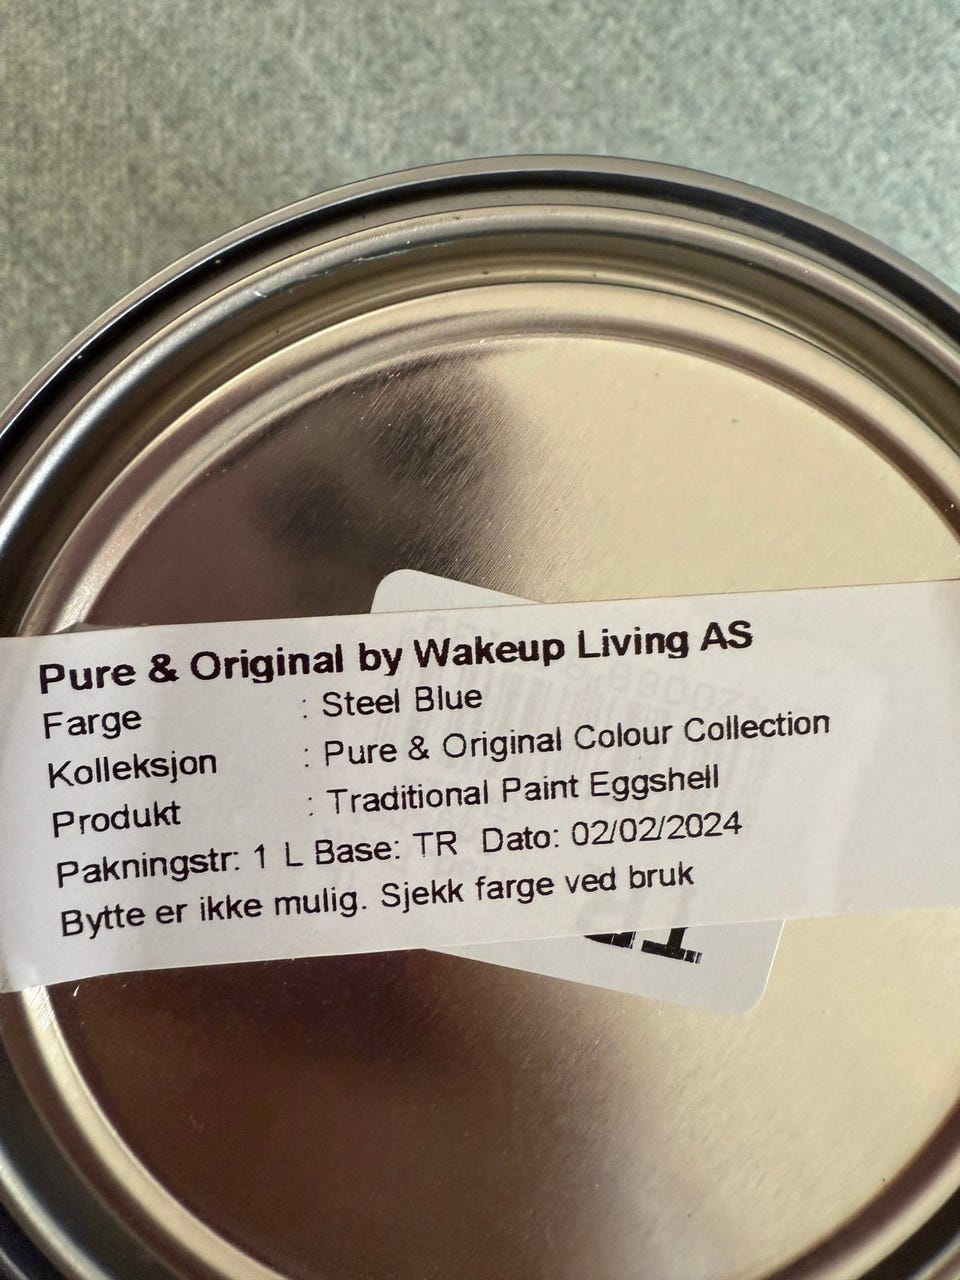 Pure & Original by Wakeup Living AS
Farge : Steel Blue
Kolleksjon : Pure & Original Colour Collection
Produkt : Traditional Paint Eggshell
Pakningstr: 1 L Base: TR Dato: 02/02/2024
Bytte er ikke mulig. Sjekk farge ved bruk